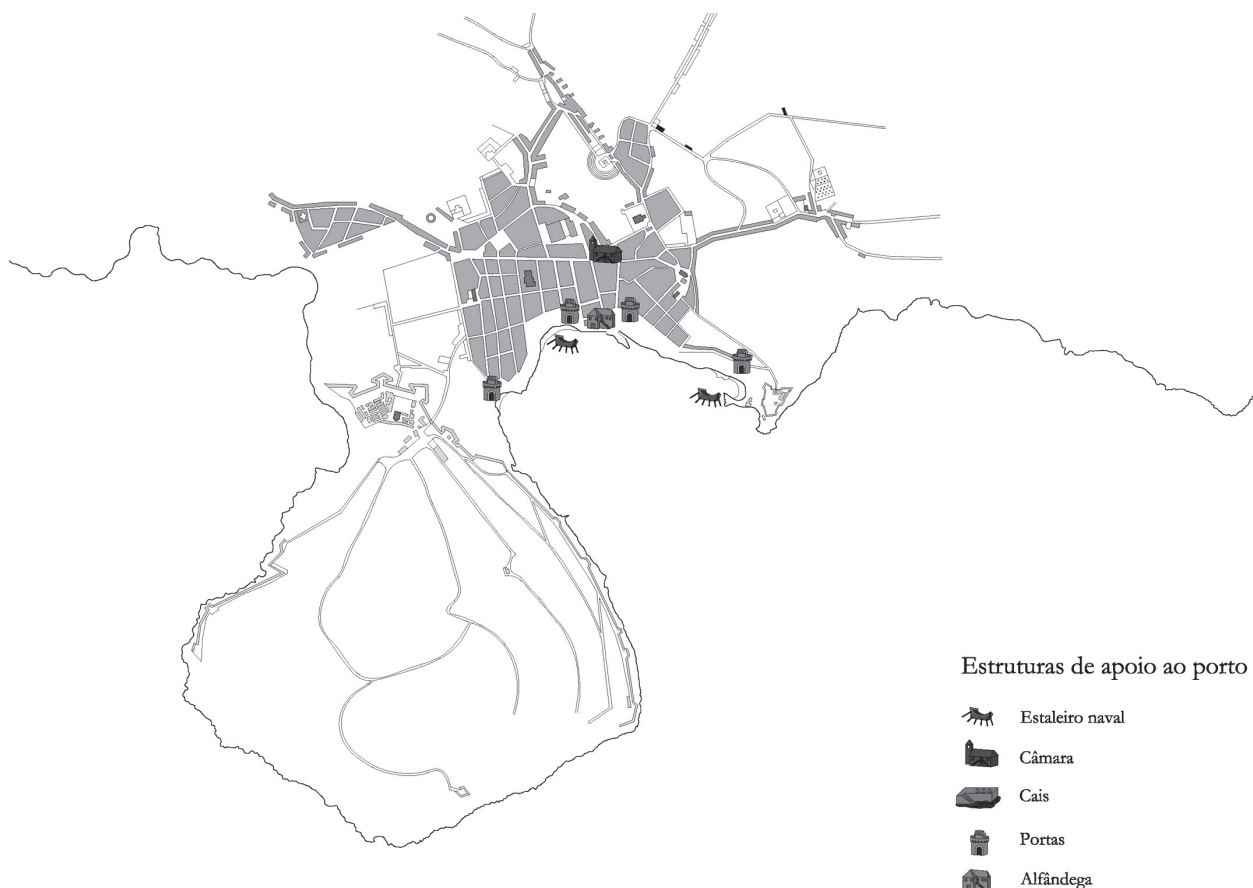 Estruturas de apoio ao porto
Estaleiro naval
Câmara
Cais
Portas
Alfândega